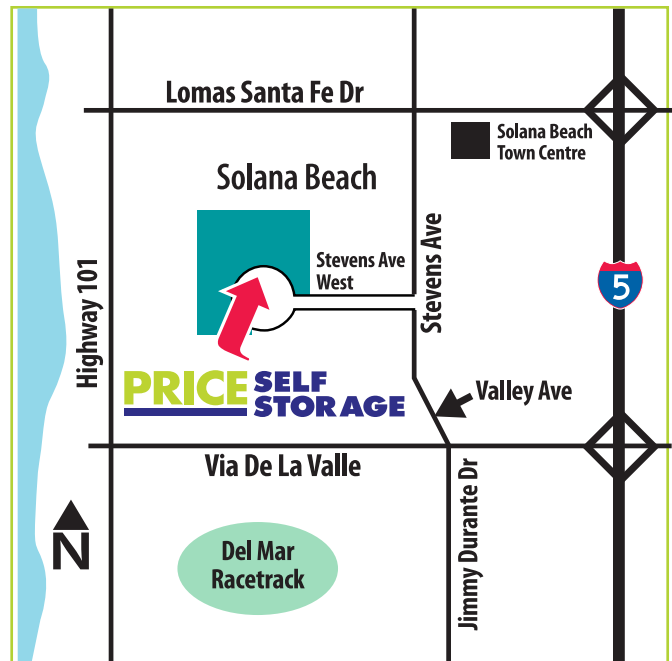 Lomas Santa Fe Dr
Solana Beach
Town Centre
Solana Beach
Stevens Ave
West
Stevens Ave
Highway 101
5
PRICE SELF
STORAGE
Valley Ave
Via De La Valle
N
Del Mar
Racetrack
Jimmy Durante Dr